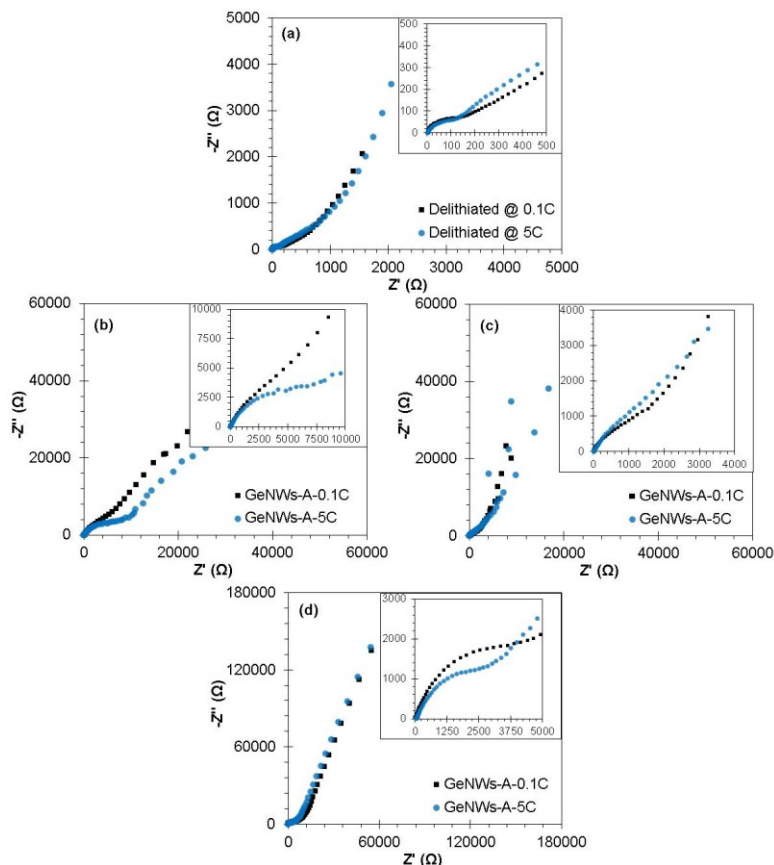 5000
(a)
4000
3000
2000
1000
0
-Z'' (Ω)
500
400
300
200
100
0
0 100 200 300 400 500
Delithiated @ 0.1C
Delithiated @ 5C
0 1000 2000 3000 4000 5000
Z' (Ω)
60000
(b)
40000
20000
0
-Z'' (Ω)
10000
7500
5000
2500
0
0 2500 5000 7500 10000
GeNWs-A-0.1C
GeNWs-A-5C
0 20000 40000 60000
Z' (Ω)
60000
(c)
40000
20000
0
-Z'' (Ω)
4000
3000
2000
1000
0
0 1000 2000 3000 4000
GeNWs-A-0.1C
GeNWs-A-5C
0 20000 40000 60000
Z' (Ω)
180000
(d)
120000
60000
0
-Z'' (Ω)
3000
2000
1000
0
0 1250 2500 3750 5000
GeNWs-A-0.1C
GeNWs-A-5C
0 60000 120000 180000
Z' (Ω)